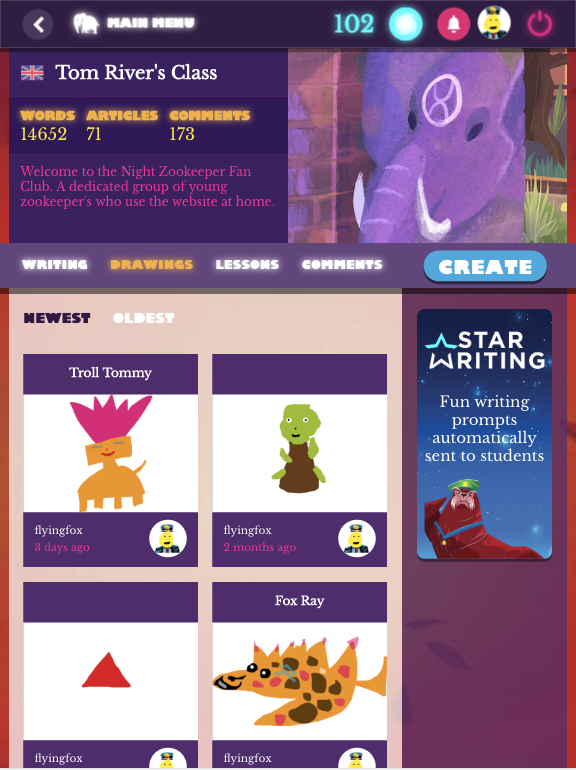 MAIN MENU
102
Tom River's Class
WORDS ARTICLES COMMENTS
14652 71 173
Welcome to the Night Zookeeper Fan
Club. A dedicated group of young
zookeeper's who use the website at home.
WRITING DRAWINGS LESSONS COMMENTS
CREATE
NEWEST OLDEST
STAR
WRITING
Fun writing
prompts
automatically
sent to students
Troll Tommy
flyingfox
3 days ago
flyingfox
2 months ago
Fox Ray
flyingfox
flyingfox